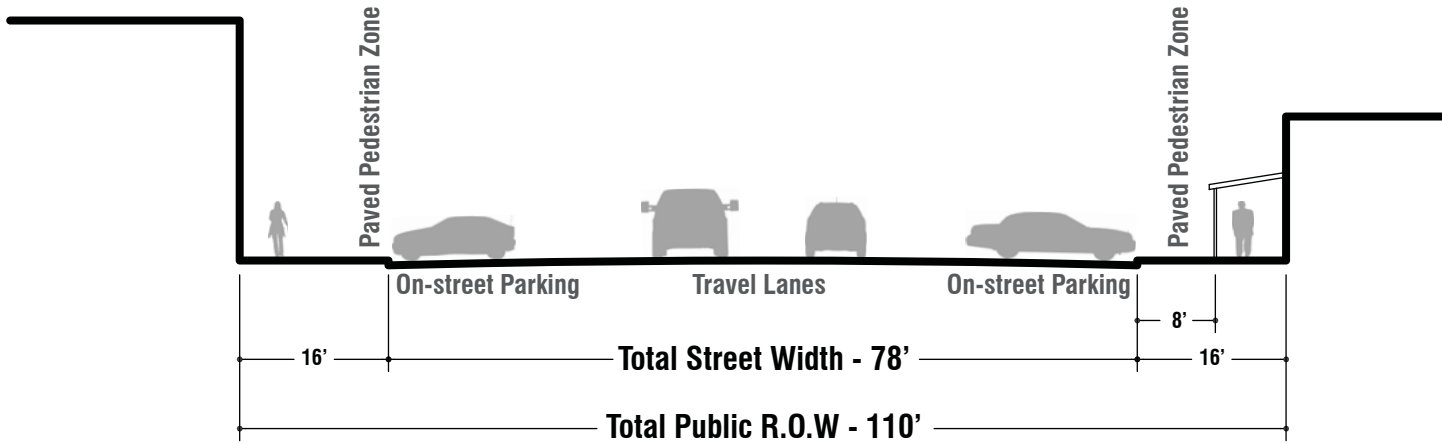 Paved Pedestrian Zone
Paved Pedestrian Zone
On-street Parking
Travel Lanes
On-street Parking
8’
16’
Total Street Width - 78’
16’
Total Public R.O.W - 110’